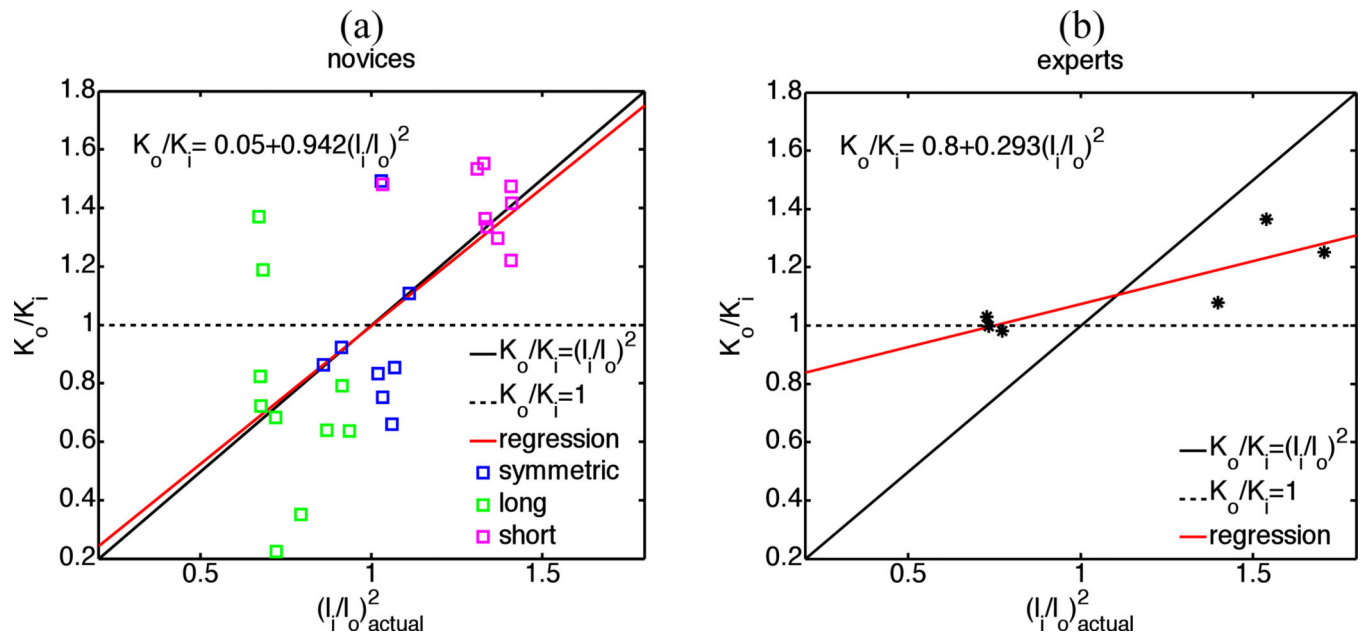 (a)
novices
K_o/K_i= 0.05+0.942(l_i/l_o)^2
1.8
1.6
1.4
1.2
1
0.8
0.6
0.4
0.2
K_o/K_i
K_o/K_i=(l_i/l_o)^2
K_o/K_i=1
regression
symmetric
long
short
0.5
1
1.5
(l_i/l_o)^2_actual
(b)
experts
K_o/K_i= 0.8+0.293(l_i/l_o)^2
1.8
1.6
1.4
1.2
1
0.8
0.6
0.4
0.2
K_o/K_i
K_o/K_i=(l_i/l_o)^2
K_o/K_i=1
regression
0.5
1
1.5
(l_i/l_o)^2_actual